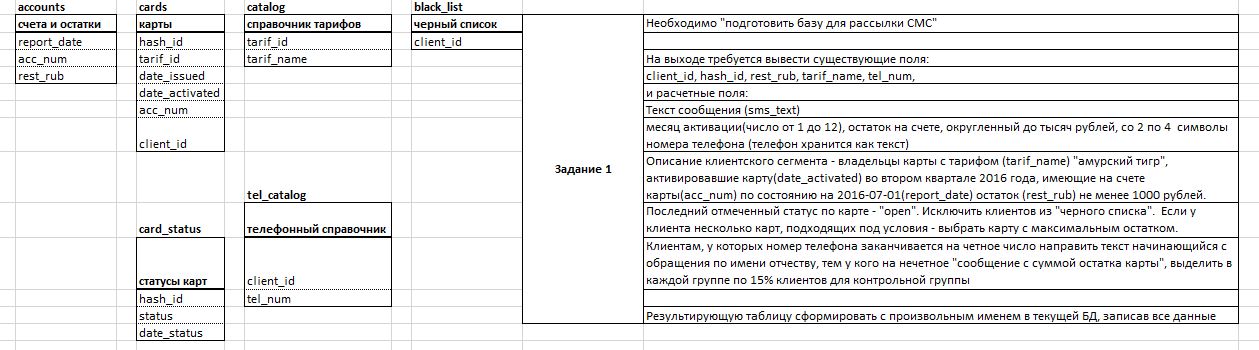 accounts
счета и остатки
report_date
acc_num
rest_rub
cards
карты
hash_id
tarif_id
date_issued
date_activated
acc_num
client_id
catalog
справочник тарифов
tarif_id
tarif_name
black_list
черный список
client_id
card_status
статусы карт
hash_id
status
date_status
tel_catalog
телефонный справочник
client_id
tel_num
Задание 1
Необходимо "подготовить базу для рассылки СМС"
На выходе требуется вывести существующие поля:
client_id, hash_id, rest_rub, tarif_name, tel_num,
и расчетные поля:
Текст сообщения (sms_text)
месяц активации(число от 1 до 12), остаток на счете, округленный до тысяч рублей, со 2 по 4 символы
номера телефона (телефон хранится как текст)
Описание клиентского сегмента - владельцы карты с тарифом (tarif_name) "амурский тигр",
активировавшие карту(date_activated) во втором квартале 2016 года, имеющие на счете
карты(acc_num) по состоянию на 2016-07-01(report_date) остаток (rest_rub) не менее 1000 рублей.
Последний отмеченный статус по карте - "open". Исключить клиентов из "черного списка". Если у
клиента несколько карт, подходящих под условия - выбрать карту с максимальным остатком.
Клиентам, у которых номер телефона заканчивается на четное число направить текст начинающийся с
обращения по имени отчеству, тем у кого на нечетное "сообщение с суммой остатка карты", выделить в
каждой группе по 15% клиентов для контрольной группы
Результирующую таблицу сформировать с произвольным именем в текущей БД, записав все данные